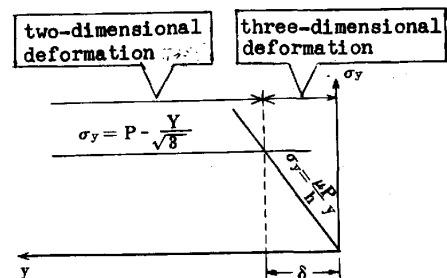 two-dimensional
deformation
three-dimensional
deformation
σy
σy = P - Y/√8
σy = μP/h y
y
δ